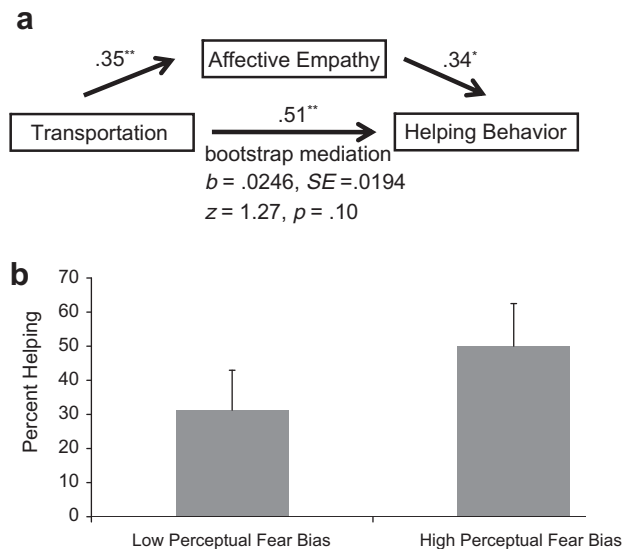 a
.35**
Affective Empathy
.34*
Transportation
.51**
Helping Behavior
bootstrap mediation
b = .0246, SE =.0194
z = 1.27, p = .10
b
Percent Helping
70
60
50
40
30
20
10
0
Low Perceptual Fear Bias
High Perceptual Fear Bias